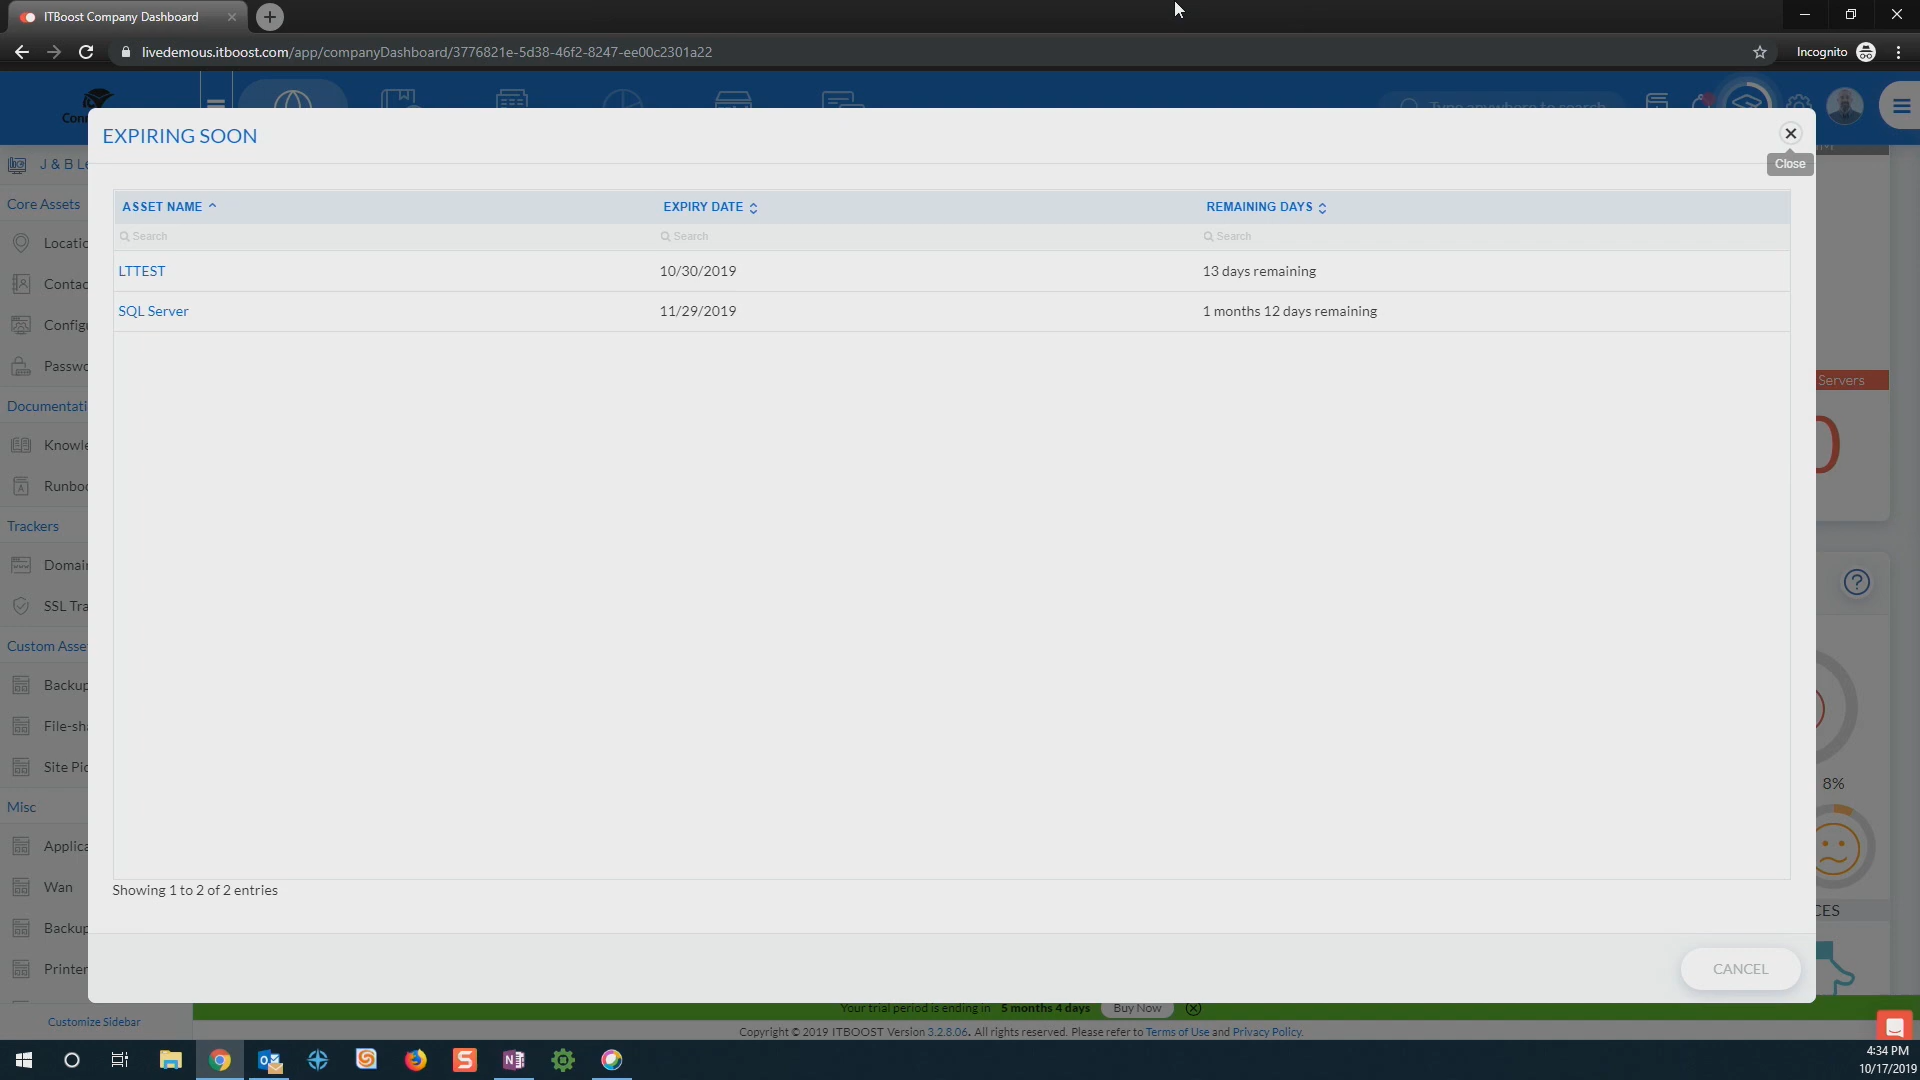 ITBoost Company Dashboard
livedemous.itboost.com/app/companyDashboard/3776821e-5d38-46f2-8247-ee00c2301a22
Incognito
EXPIRING SOON
Close
J & B Le
Core Assets
Locatic
Contac
Config
Passwo
Documentati
Knowle
Runboo
Trackers
Domai
SSL Tra
Custom Asse
Backup
File-sh
Site Pic
Misc
Applica
Wan
Backup
Printer
Customize Sidebar
ASSET NAME
EXPIRY DATE
REMAINING DAYS
Search
Search
Search
LTTEST
10/30/2019
13 days remaining
SQL Server
11/29/2019
1 months 12 days remaining
Showing 1 to 2 of 2 entries
CANCEL
Servers
0
8%
CES
Your trial period is ending in 5 months 4 days
Buy Now
Copyright © 2019 ITBOOST Version 3.2.8.06. All rights reserved. Please refer to Terms of Use and Privacy Policy.
4:34 PM
10/17/2019